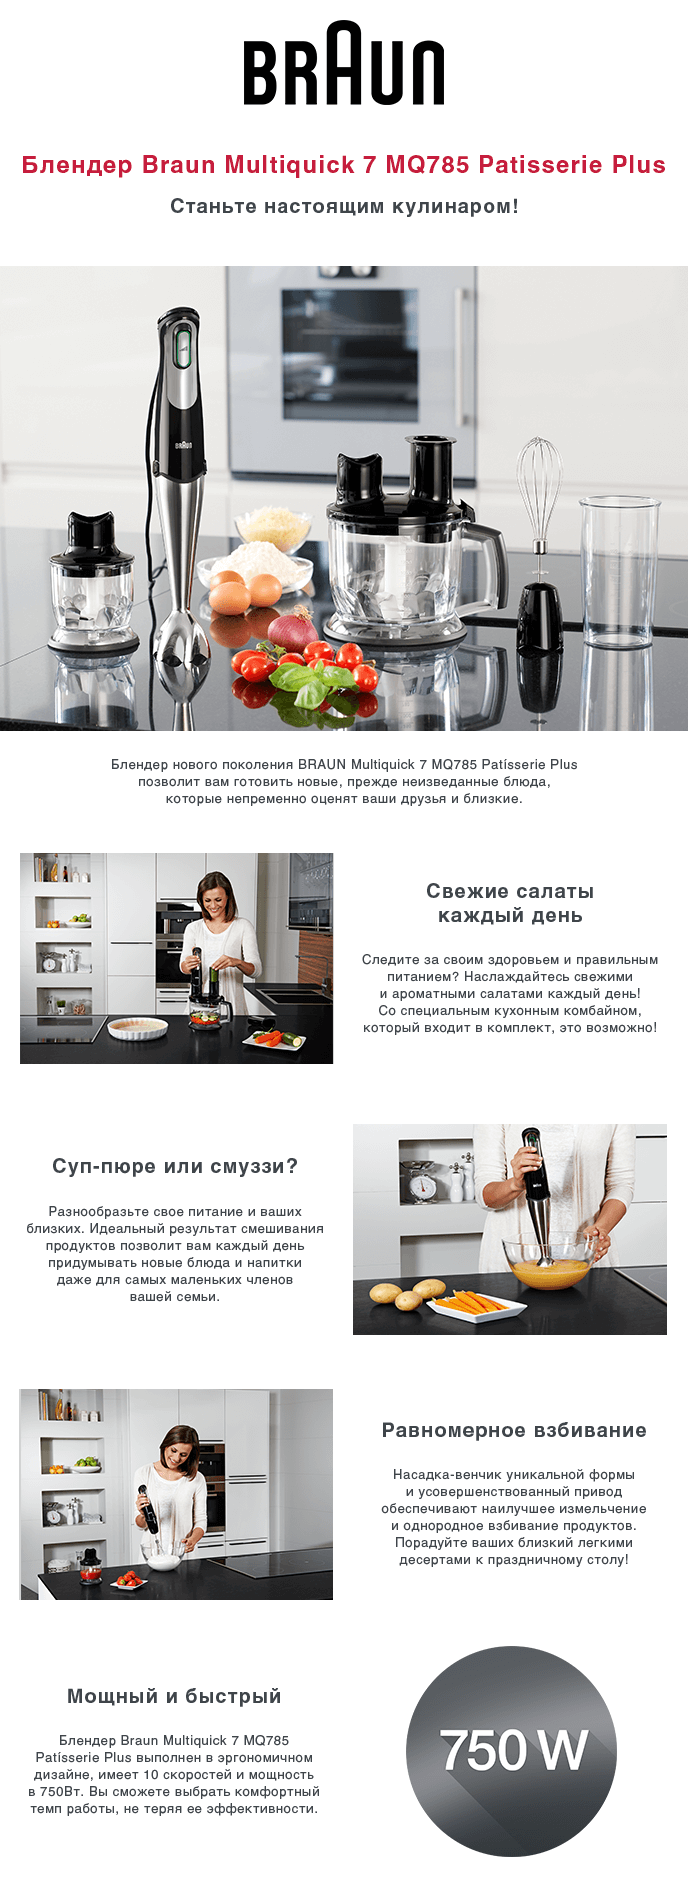 BRAUN
Блендер Braun Multiquick 7 MQ785 Patisserie Plus
Станьте настоящим кулинаром!
BRAUN
Блендер нового поколения BRAUN Multiquick 7 MQ785 Patísserie Plus
позволит вам готовить новые, прежде неизведанные блюда,
которые непременно оценят ваши друзья и близкие.
Свежие салаты
каждый день
Следите за своим здоровьем и правильным
питанием? Наслаждайтесь свежими
и ароматными салатами каждый день!
Со специальным кухонным комбайном,
который входит в комплект, это возможно!
Суп-пюре или смуззи?
Разнообразьте свое питание и ваших
близких. Идеальный результат смешивания
продуктов позволит вам каждый день
придумывать новые блюда и напитки
даже для самых маленьких членов
вашей семьи.
BRAUN
Равномерное взбивание
Насадка-венчик уникальной формы
и усовершенствованный привод
обеспечивают наилучшее измельчение
и однородное взбивание продуктов.
Порадуйте ваших близкий легкими
десертами к праздничному столу!
Мощный и быстрый
Блендер Braun Multiquick 7 MQ785
Patísserie Plus выполнен в эргономичном
дизайне, имеет 10 скоростей и мощность
в 750Вт. Вы сможете выбрать комфортный
темп работы, не теряя ее эффективности.
750 W